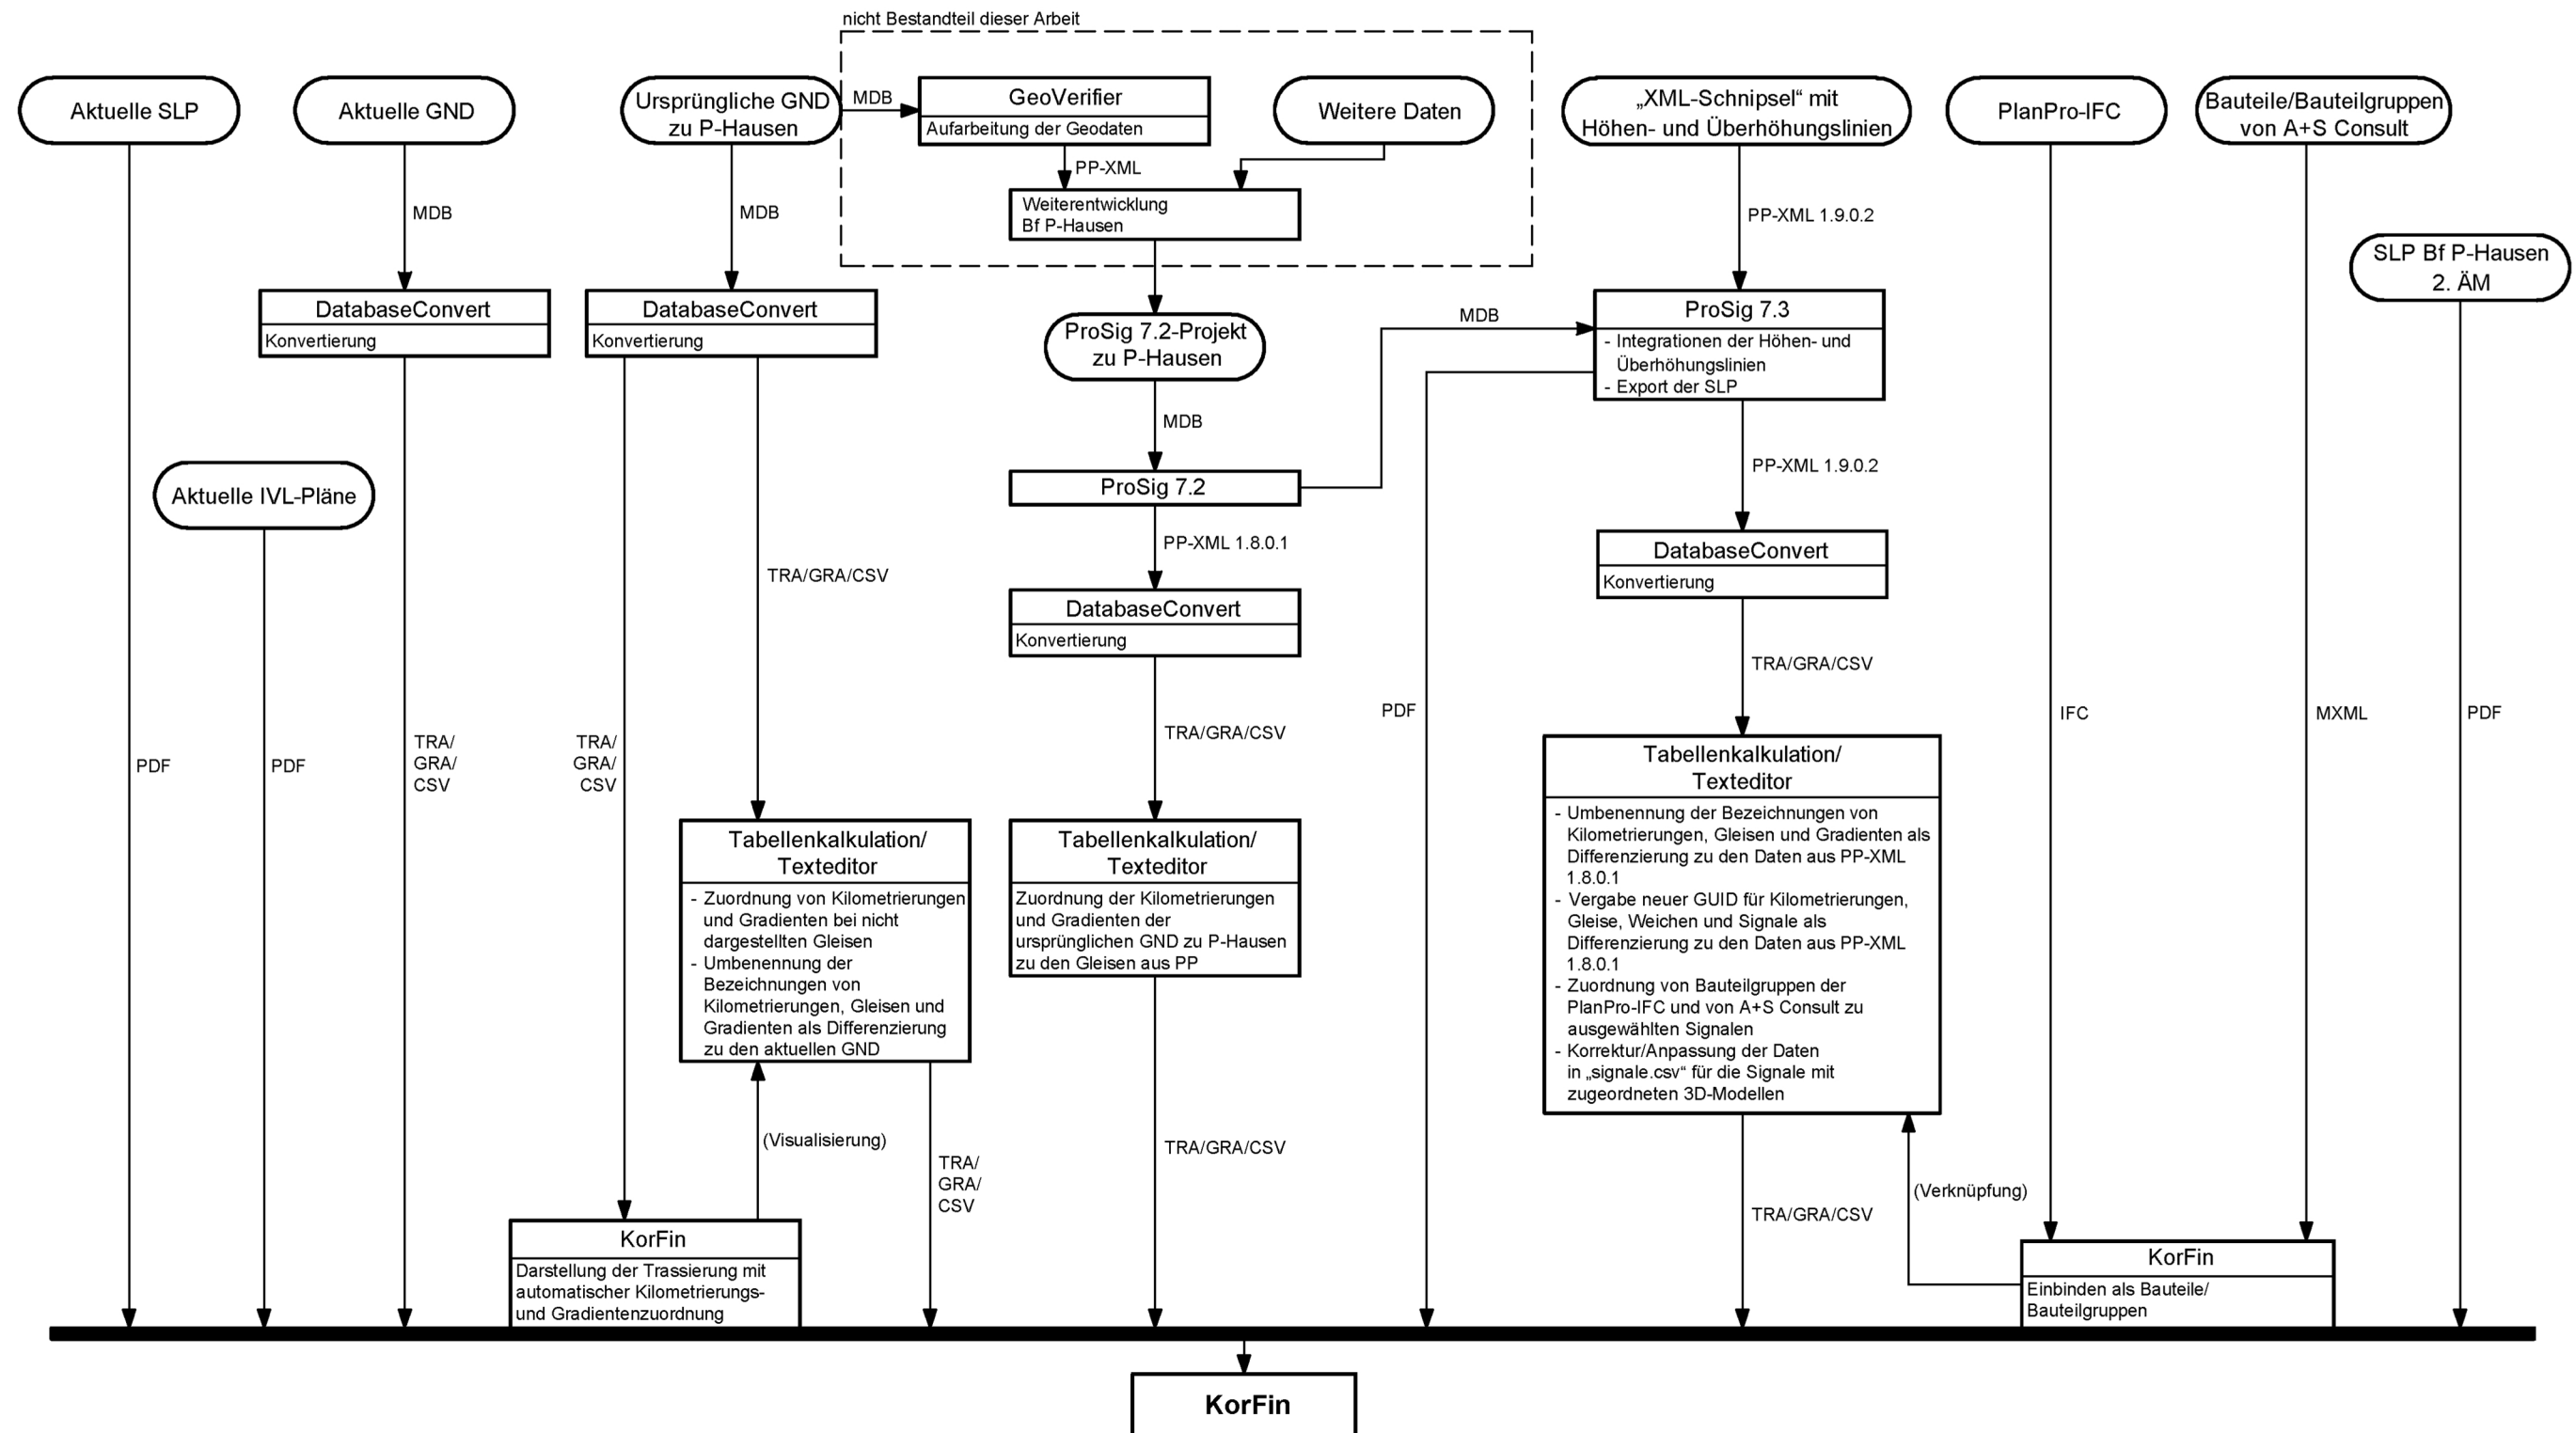 nicht Bestandteil dieser Arbeit
Aktuelle SLP
Aktuelle GND
Ursprüngliche GND
zu P-Hausen
MDB
GeoVerifier
Aufarbeitung der Geodaten
Weitere Daten
„XML-Schnipsel“ mit
Höhen- und Überhöhungslinien
PlanPro-IFC
Bauteile/Bauteilgruppen
von A+S Consult
PP-XML
Weiterentwicklung
Bf P-Hausen
MDB
MDB
PP-XML 1.9.0.2
SLP Bf P-Hausen
2. ÄM
DatabaseConvert
Konvertierung
DatabaseConvert
Konvertierung
ProSig 7.2-Projekt
zu P-Hausen
MDB
ProSig 7.3
- Integrationen der Höhen- und
Überhöhungslinien
- Export der SLP
MDB
PP-XML 1.9.0.2
Aktuelle IVL-Pläne
ProSig 7.2
PP-XML 1.8.0.1
DatabaseConvert
Konvertierung
TRA/GRA/CSV
DatabaseConvert
Konvertierung
TRA/GRA/CSV
PDF
PDF
TRA/
GRA/
CSV
TRA/
GRA/
CSV
TRA/GRA/CSV
PDF
IFC
MXML
PDF
Tabellenkalkulation/
Texteditor
- Zuordnung von Kilometrierungen
und Gradienten bei nicht
dargestellten Gleisen
- Umbenennung der
Bezeichnungen von
Kilometrierungen, Gleisen und
Gradienten als Differenzierung
zu den aktuellen GND
Tabellenkalkulation/
Texteditor
Zuordnung der Kilometrierungen
und Gradienten der
ursprünglichen GND zu P-Hausen
zu den Gleisen aus PP
Tabellenkalkulation/
Texteditor
- Umbenennung der Bezeichnungen von
Kilometrierungen, Gleisen und Gradienten als
Differenzierung zu den Daten aus PP-XML
1.8.0.1
- Vergabe neuer GUID für Kilometrierungen,
Gleise, Weichen und Signale als
Differenzierung zu den Daten aus PP-XML
1.8.0.1
- Zuordnung von Bauteilgruppen der
PlanPro-IFC und von A+S Consult zu
ausgewählten Signalen
- Korrektur/Anpassung der Daten
in „signale.csv“ für die Signale mit
zugeordneten 3D-Modellen
(Visualisierung)
TRA/
GRA/
CSV
TRA/GRA/CSV
TRA/GRA/CSV
(Verknüpfung)
KorFin
Darstellung der Trassierung mit
automatischer Kilometrierungs-
und Gradientenzuordnung
KorFin
Einbinden als Bauteile/
Bauteilgruppen
KorFin